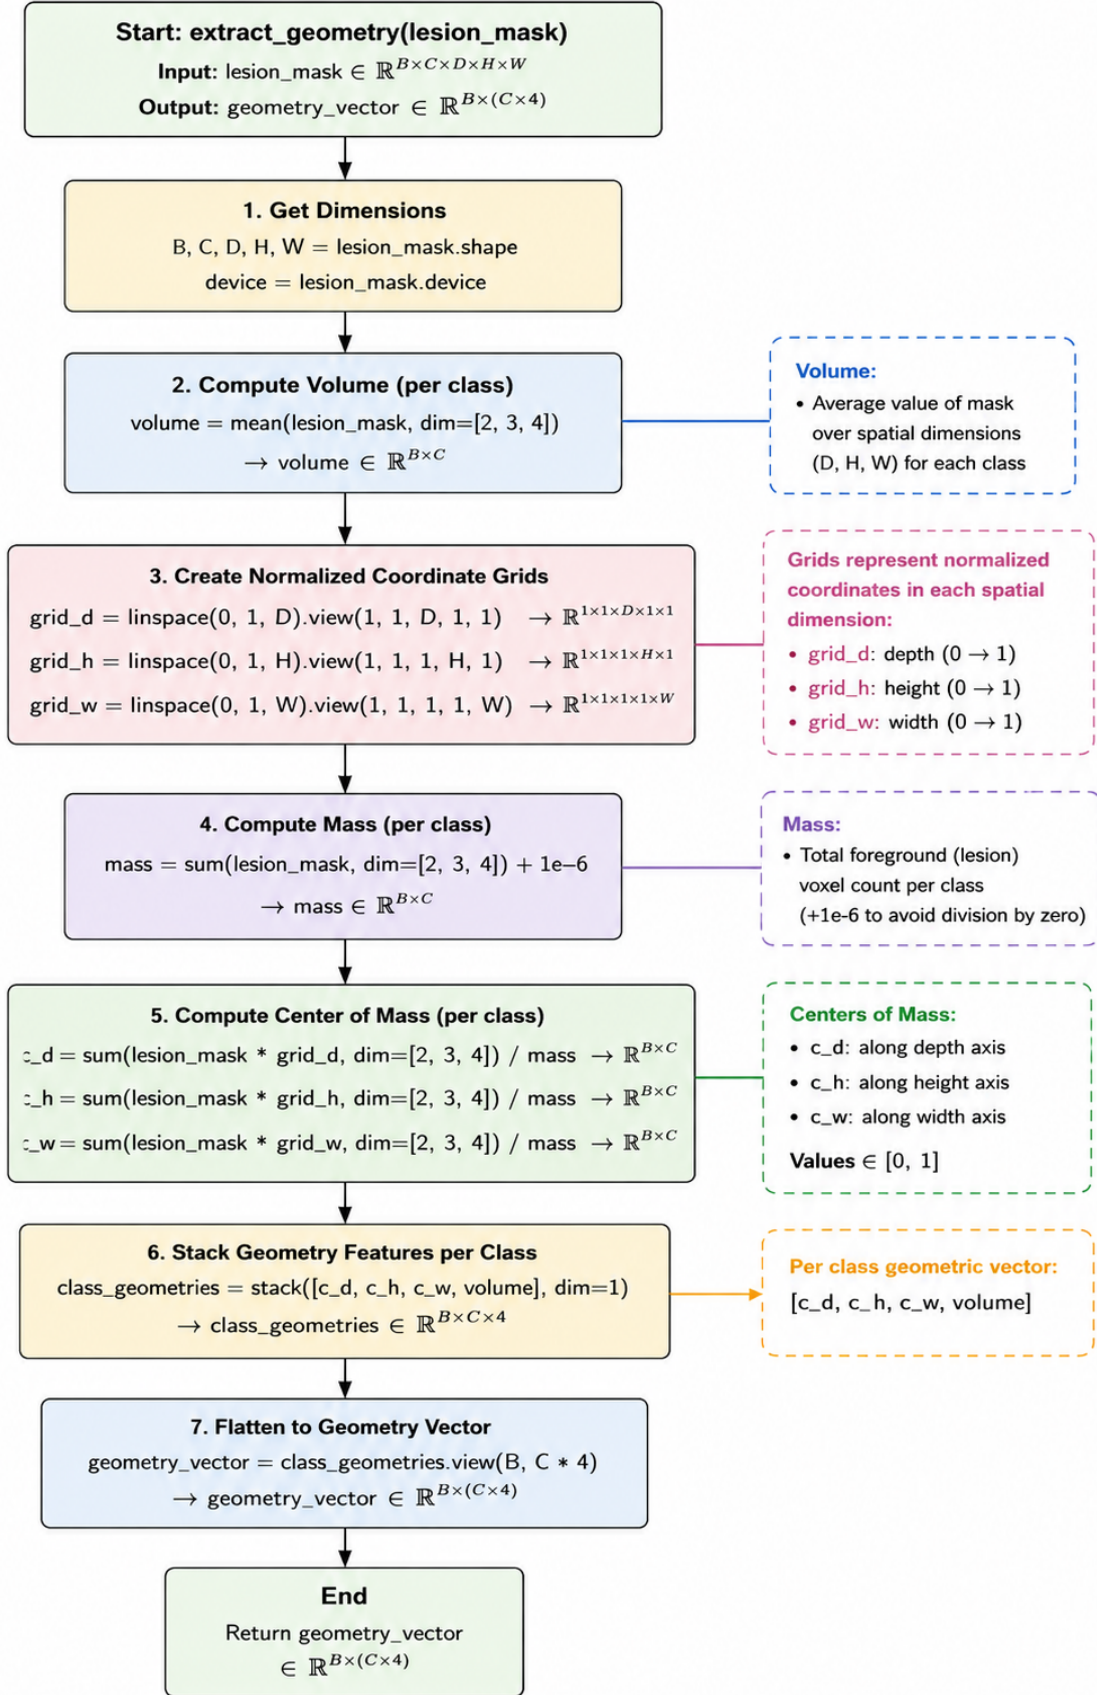 Start: extract_geometry(lesion_mask)
Input: lesion_mask ∈ ℝ^{B×C×D×H×W}
Output: geometry_vector ∈ ℝ^{B×(C×4)}
1. Get Dimensions
B, C, D, H, W = lesion_mask.shape
device = lesion_mask.device
2. Compute Volume (per class)
volume = mean(lesion_mask, dim=[2, 3, 4])
→ volume ∈ ℝ^{B×C}
Volume:
• Average value of mask
over spatial dimensions
(D, H, W) for each class
3. Create Normalized Coordinate Grids
grid_d = linspace(0, 1, D).view(1, 1, D, 1, 1) → ℝ^{1×1×D×1×1}
grid_h = linspace(0, 1, H).view(1, 1, 1, H, 1) → ℝ^{1×1×1×H×1}
grid_w = linspace(0, 1, W).view(1, 1, 1, 1, W) → ℝ^{1×1×1×1×W}
Grids represent normalized
coordinates in each spatial
dimension:
• grid_d: depth (0 → 1)
• grid_h: height (0 → 1)
• grid_w: width (0 → 1)
4. Compute Mass (per class)
mass = sum(lesion_mask, dim=[2, 3, 4]) + 1e−6
→ mass ∈ ℝ^{B×C}
Mass:
• Total foreground (lesion)
voxel count per class
(+1e-6 to avoid division by zero)
5. Compute Center of Mass (per class)
c_d = sum(lesion_mask * grid_d, dim=[2, 3, 4]) / mass → ℝ^{B×C}
c_h = sum(lesion_mask * grid_h, dim=[2, 3, 4]) / mass → ℝ^{B×C}
c_w = sum(lesion_mask * grid_w, dim=[2, 3, 4]) / mass → ℝ^{B×C}
Centers of Mass:
• c_d: along depth axis
• c_h: along height axis
• c_w: along width axis
Values ∈ [0, 1]
6. Stack Geometry Features per Class
class_geometries = stack([c_d, c_h, c_w, volume], dim=1)
→ class_geometries ∈ ℝ^{B×C×4}
Per class geometric vector:
[c_d, c_h, c_w, volume]
7. Flatten to Geometry Vector
geometry_vector = class_geometries.view(B, C * 4)
→ geometry_vector ∈ ℝ^{B×(C×4)}
End
Return geometry_vector
∈ ℝ^{B×(C×4)}